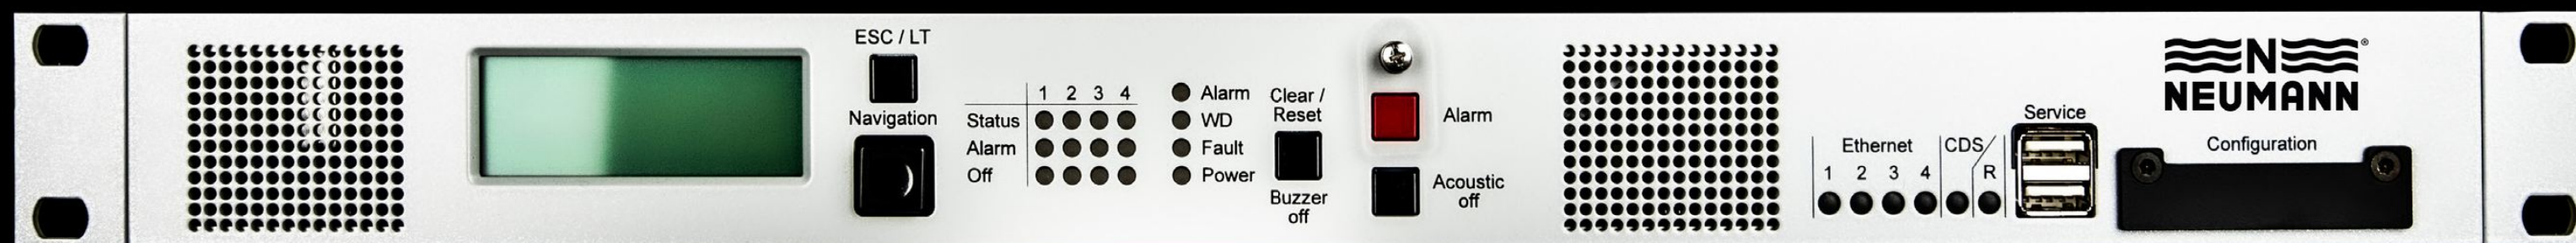 ESC / LT
Navigation
1 2 3 4
Status
Alarm
Off
Alarm
WD
Fault
Power
Clear /
Reset
Buzzer
off
Alarm
Acoustic
off
Ethernet
1 2 3 4
CDS/
R
Service
N®
NEUMANN
Configuration